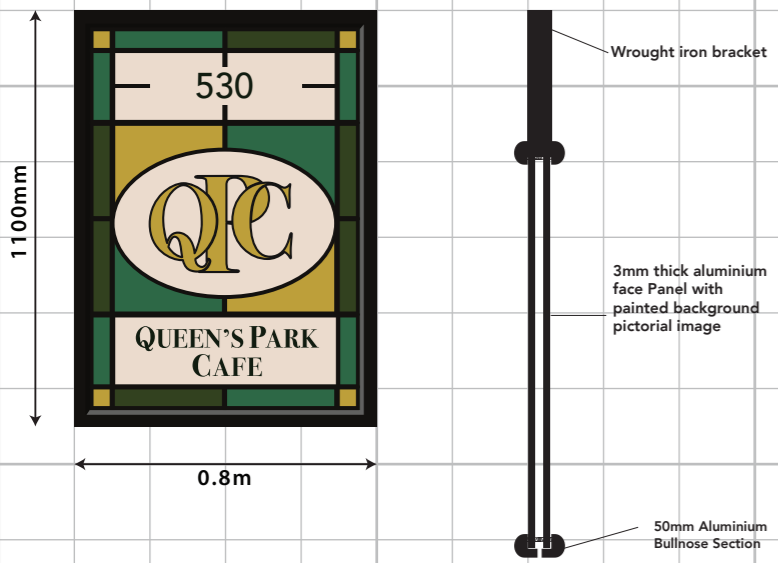 530
QPC
QUEEN'S PARK
CAFE
1100mm
0.8m
Wrought iron bracket
3mm thick aluminium
face Panel with
painted background
pictorial image
50mm Aluminium
Bullnose Section